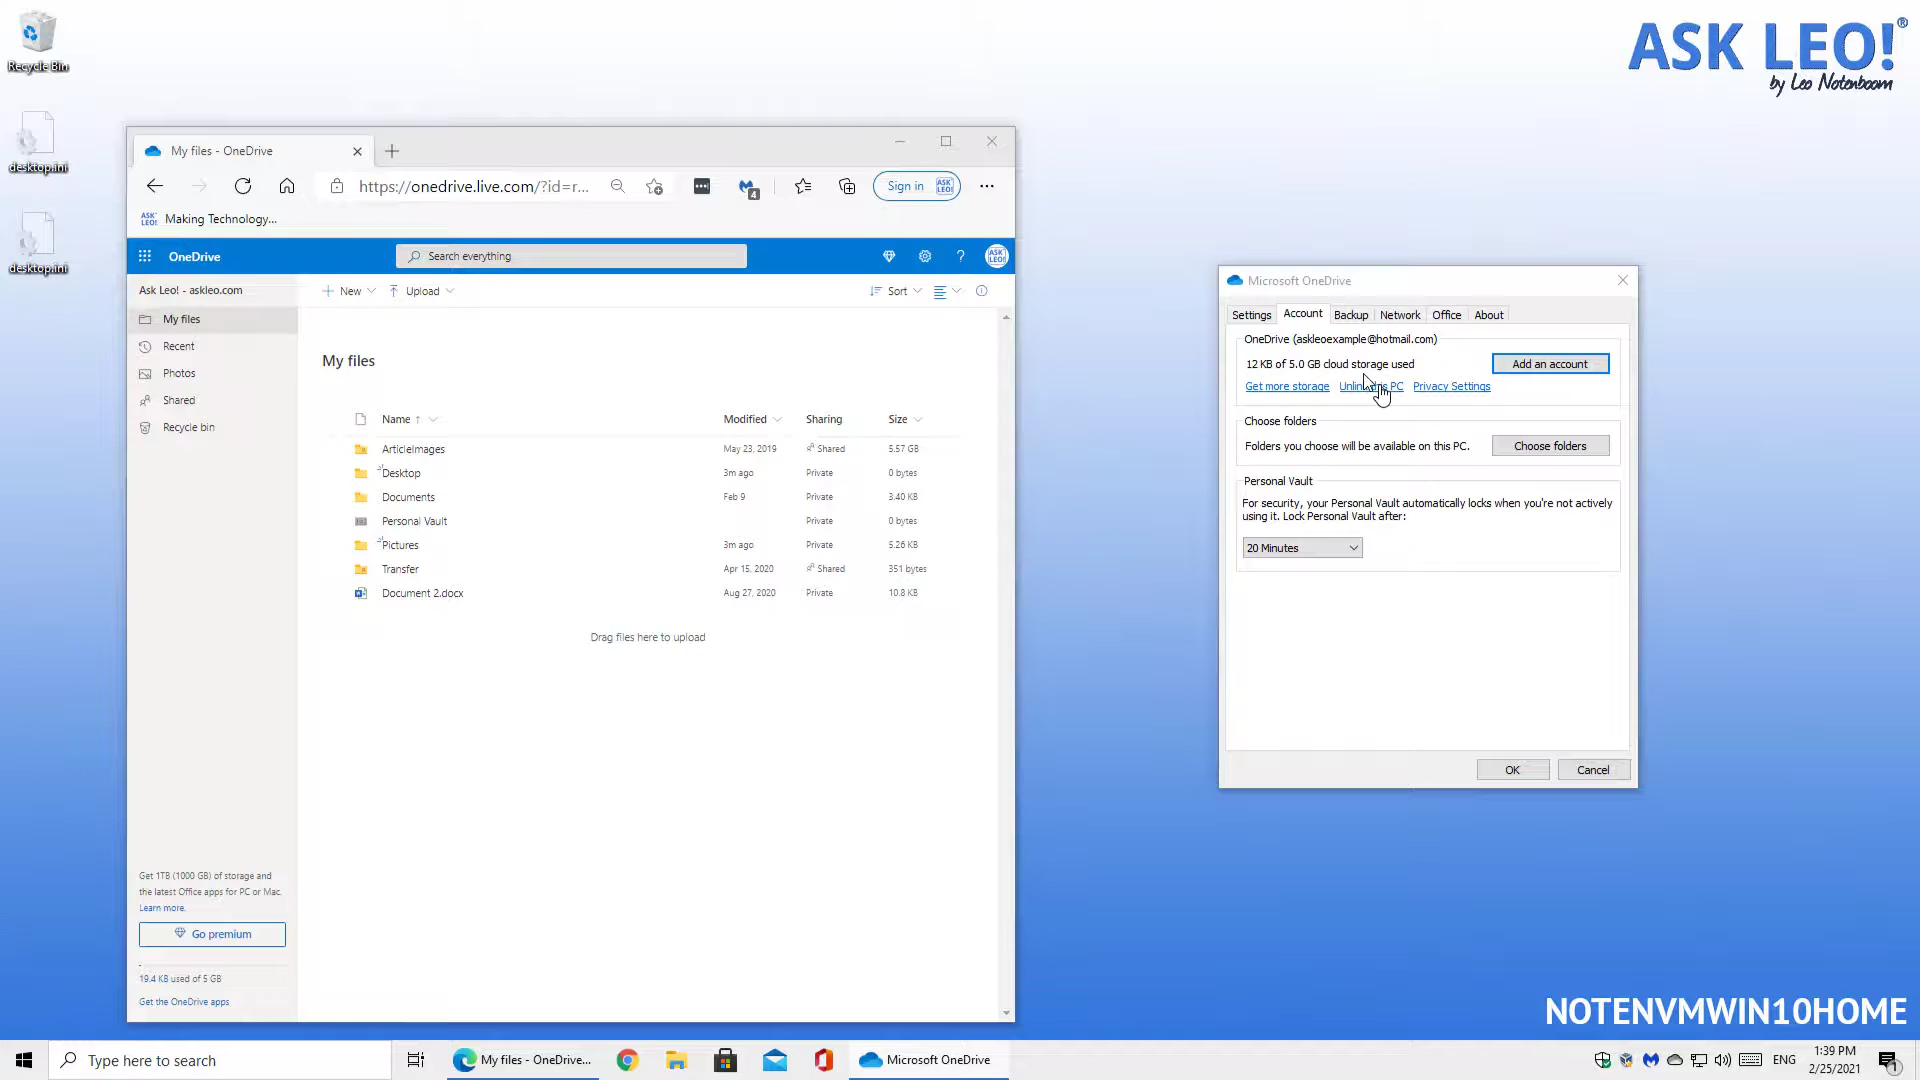 Recycle Bin
desktop.ini
desktop.ini
ASK LEO!®
by Leo Notenboom
My files - OneDrive
https://onedrive.live.com/?id=r...
4
Sign in
ASK LEO!
ASK LEO!
Making Technology...
OneDrive
Search everything
?
ASK LEO!
Ask Leo! - askleo.com
New
Upload
Sort
My files
Recent
Photos
Shared
Recycle bin
My files
Name ↑ Modified Sharing Size
ArticleImages May 23, 2019 Shared 5.57 GB
Desktop 3m ago Private 0 bytes
Documents Feb 9 Private 3.40 KB
Personal Vault Private 0 bytes
Pictures 3m ago Private 5.26 KB
Transfer Apr 15, 2020 Shared 351 bytes
Document 2.docx Aug 27, 2020 Private 10.8 KB
Drag files here to upload
Get 1TB (1000 GB) of storage and
the latest Office apps for PC or Mac.
Learn more.
Go premium
19.4 KB used of 5 GB
Get the OneDrive apps
Microsoft OneDrive
Settings Account Backup Network Office About
OneDrive (askleoexample@hotmail.com)
12 KB of 5.0 GB cloud storage used
Add an account
Get more storage PC Privacy Settings
Choose folders
Folders you choose will be available on this PC.
Choose folders
Personal Vault
For security, your Personal Vault automatically locks when you're not actively
using it. Lock Personal Vault after:
20 Minutes
OK Cancel
NOTENVMWIN10HOME
Type here to search
My files - OneDrive...
Microsoft OneDrive
ENG
1:39 PM
2/25/2021
1